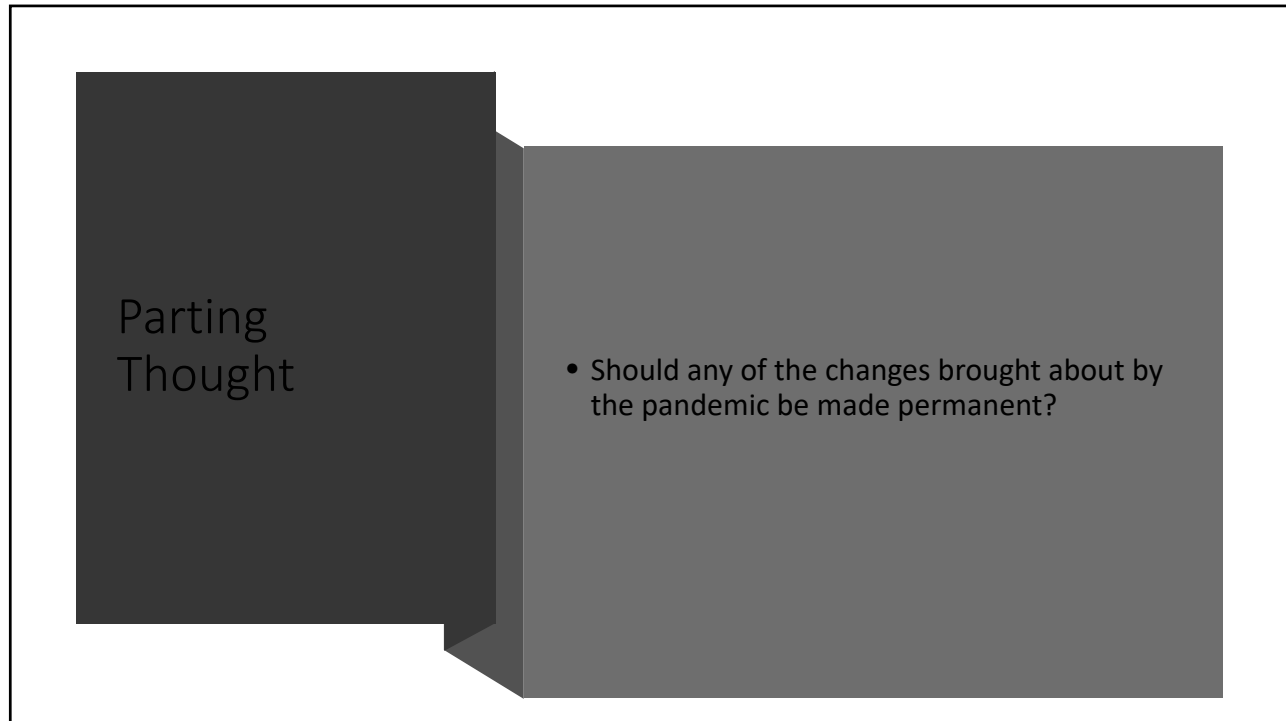 Parting
Thought
• Should any of the changes brought about by
the pandemic be made permanent?